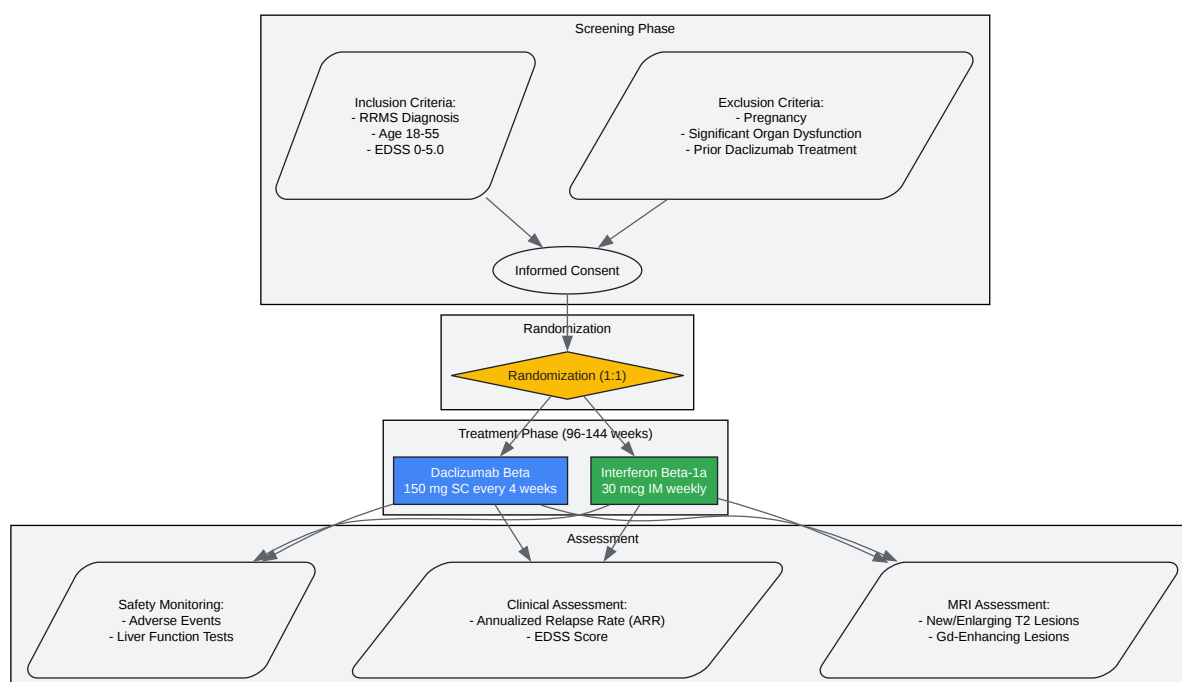 Screening Phase
Inclusion Criteria:
- RRMS Diagnosis
- Age 18-55
- EDSS 0-5.0
Exclusion Criteria:
- Pregnancy
- Significant Organ Dysfunction
- Prior Daclizumab Treatment
Informed Consent
Randomization
Randomization (1:1)
Treatment Phase (96-144 weeks)
Daclizumab Beta
150 mg SC every 4 weeks
Interferon Beta-1a
30 mcg IM weekly
Assessment
Safety Monitoring:
- Adverse Events
- Liver Function Tests
Clinical Assessment:
- Annualized Relapse Rate (ARR)
- EDSS Score
MRI Assessment:
- New/Enlarging T2 Lesions
- Gd-Enhancing Lesions